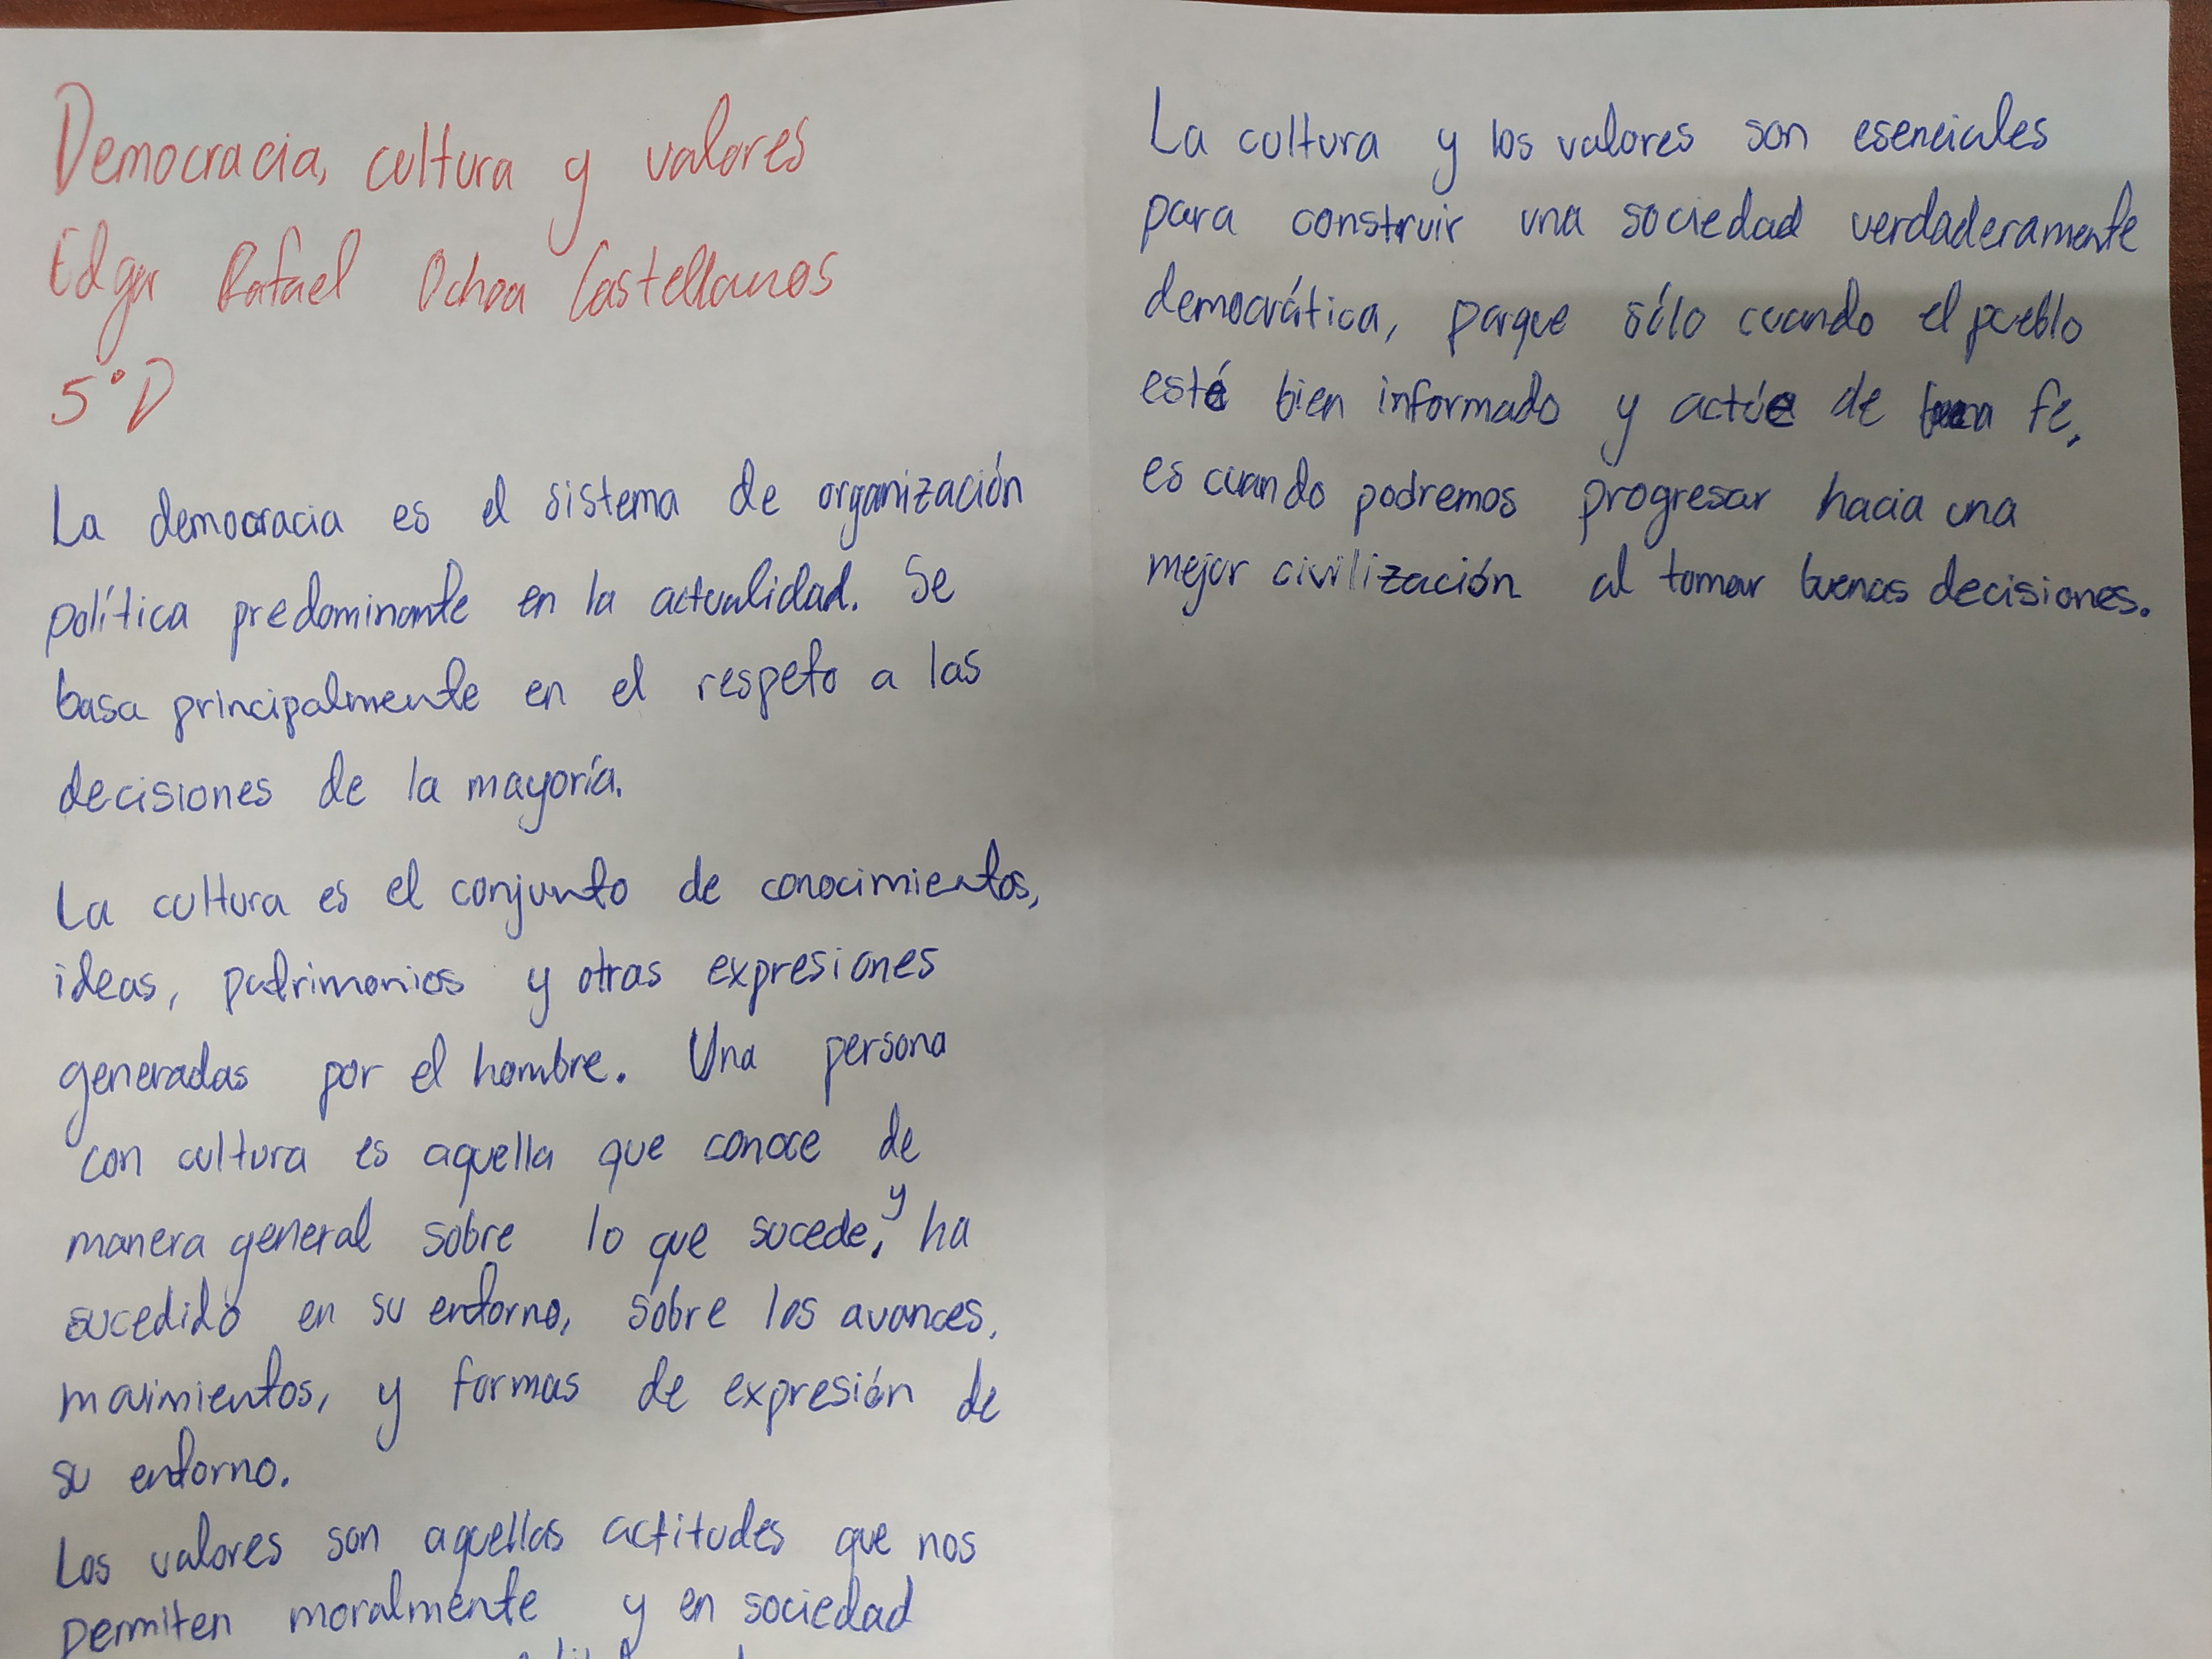 Democracia, cultura y valores
Edgar Rafael Ochoa Castellanos
5°D
La democracia es el sistema de organización
política predominante en la actualidad. Se
basa principalmente en el respeto a las
decisiones de la mayoría.
La cultura es el conjunto de conocimientos,
ideas, patrimonios y otras expresiones
generadas por el hombre. Una persona
con cultura es aquella que conoce de
manera general sobre lo que sucede, y ha
sucedido en su entorno, sobre los avances,
movimientos, y formas de expresión de
su entorno.
Los valores son aquellas actitudes que nos
permiten moralmente y en sociedad
La cultura y los valores son esenciales
para construir una sociedad verdaderamente
democrática, porque sólo cuando el pueblo
esté bien informado y actúe de buena fe,
es cuando podremos progresar hacia una
mejor civilización al tomar buenas decisiones.